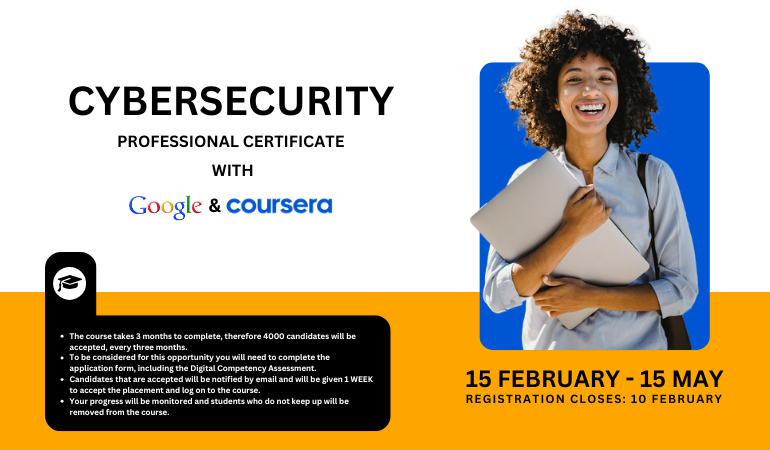 CYBERSECURITY
PROFESSIONAL CERTIFICATE
WITH
Google & coursera
The course takes 3 months to complete, therefore 4000 candidates will be
accepted, every three months.
To be considered for this opportunity you will need to complete the
application form, including the Digital Competency Assessment.
Candidates that are accepted will be notified by email and will be given 1 WEEK
to accept the placement and log on to the course.
Your progress will be monitored and students who do not keep up will be
removed from the course.
15 FEBRUARY - 15 MAY
REGISTRATION CLOSES: 10 FEBRUARY